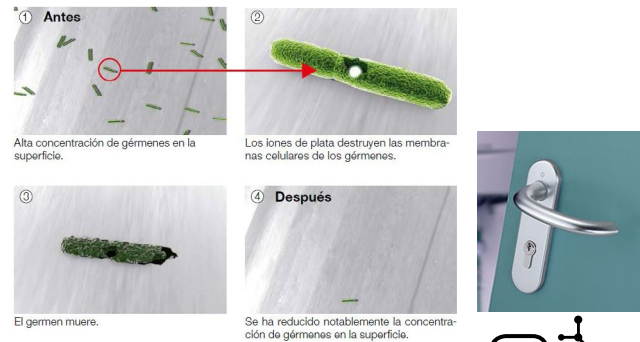 ① Antes
②
Alta concentración de gérmenes en la
superficie.
Los iones de plata destruyen las membra-
nas celulares de los gérmenes.
③
④ Después
El germen muere.
Se ha reducido notablemente la concentra-
ción de gérmenes en la superficie.